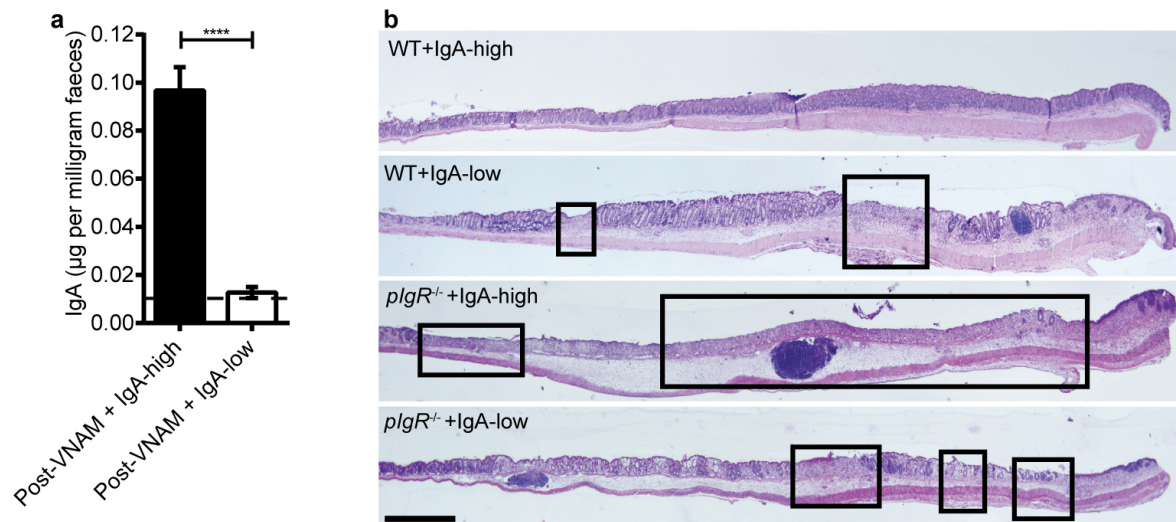 a
b
****
IgA (µg per milligram faeces)
0.12
0.10
0.08
0.06
0.04
0.02
0.00
Post-VNAM + IgA-high
Post-VNAM + IgA-low
WT+IgA-high
WT+IgA-low
pIgR-/-+IgA-high
pIgR-/-+IgA-low